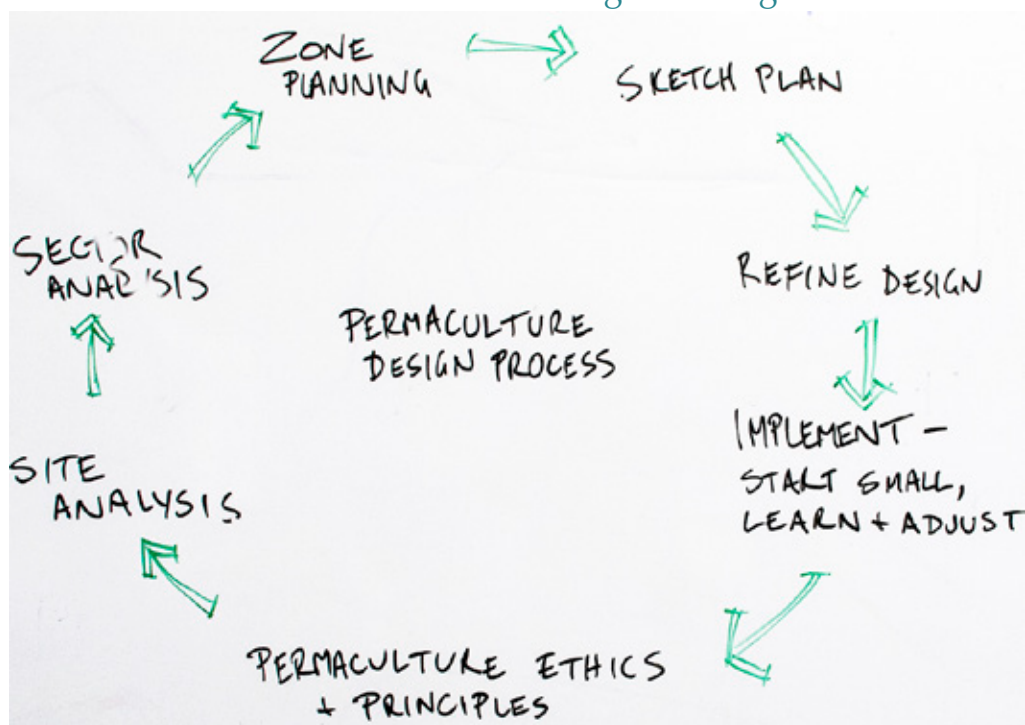 ZONE
PLANNING
SKETCH PLAN
REFINE DESIGN
IMPLEMENT -
START SMALL,
LEARN + ADJUST
PERMACULTURE ETHICS
+ PRINCIPLES
SITE
ANALYSIS
SECTOR
ANALYSIS
PERMACULTURE
DESIGN PROCESS